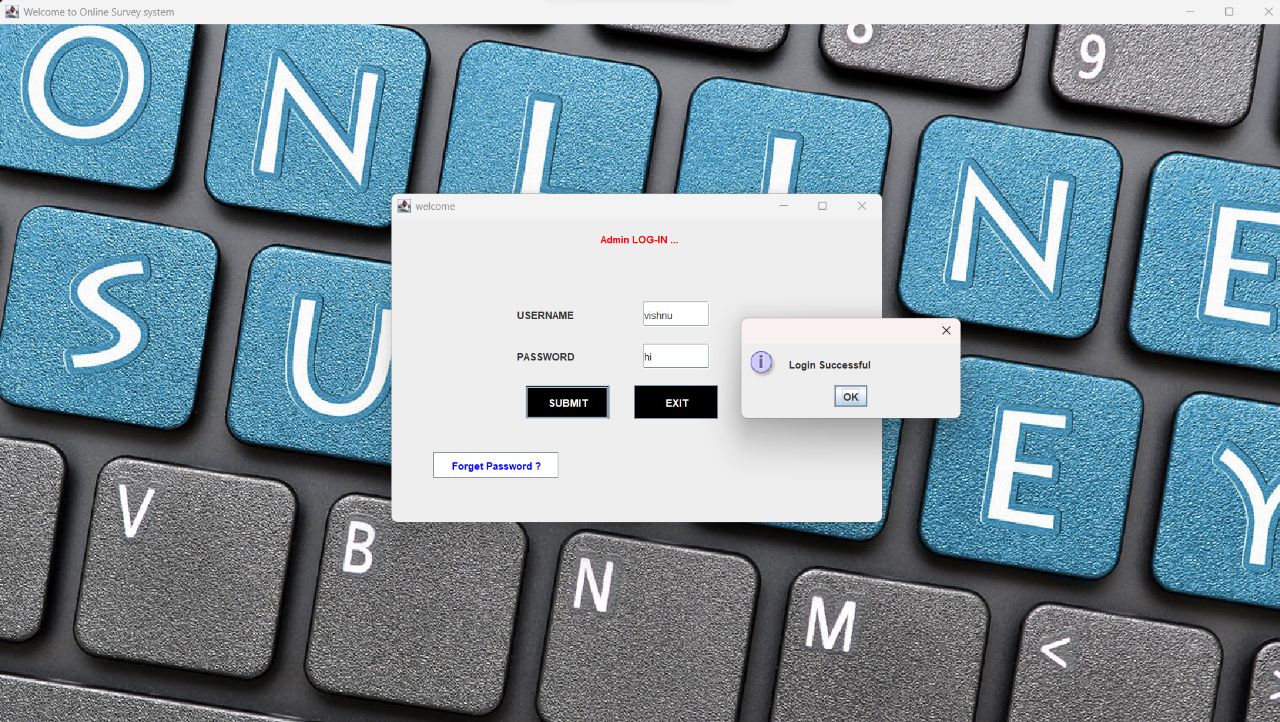 Welcome to Online Survey system
8 9
O N L I N E
welcome
Admin LOG-IN ...
S U
USERNAME vishnu
PASSWORD hi
Login Successful
OK
SUBMIT EXIT
E Y
Forget Password ?
V B N M <